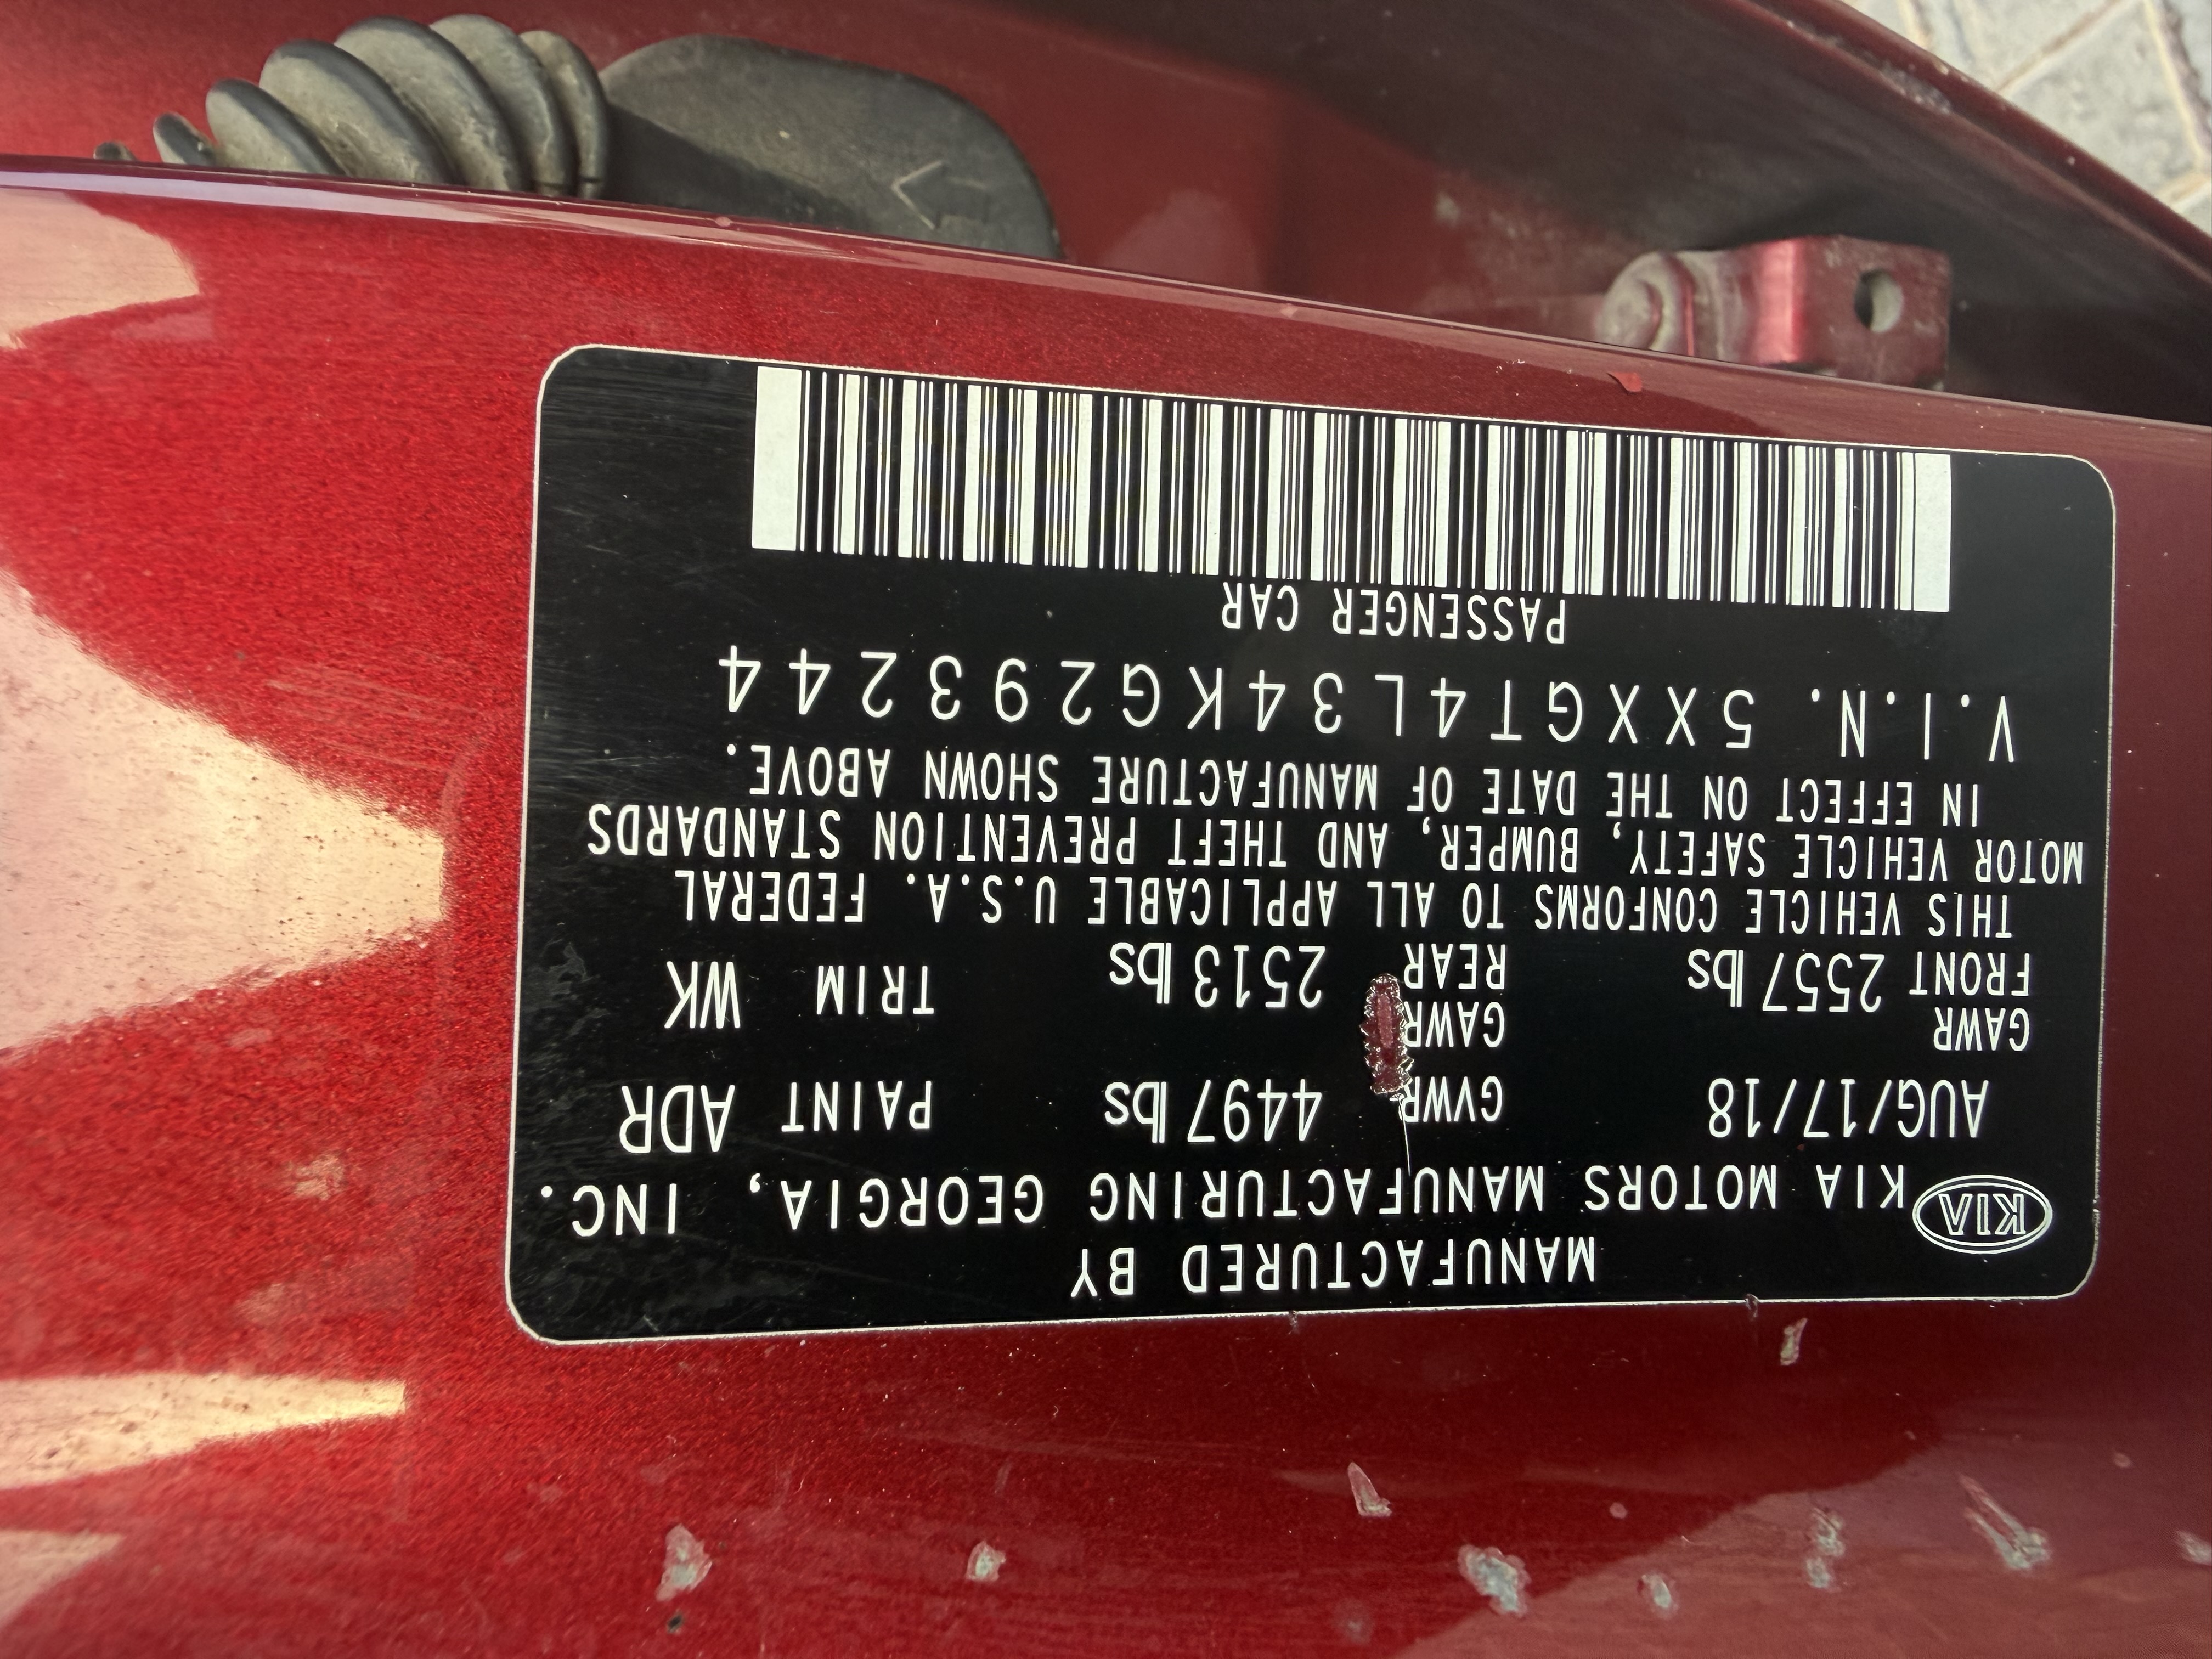 MANUFACTURED BY
KIA KIA MOTORS MANUFACTURING GEORGIA, INC.
AUG/17/18 GVWR 4497lbs PAINT ADR
GAWR FRONT 2557lbs GAWR REAR 2513lbs TRIM WK
THIS VEHICLE CONFORMS TO ALL APPLICABLE U.S.A. FEDERAL
MOTOR VEHICLE SAFETY, BUMPER, AND THEFT PREVENTION STANDARDS
IN EFFECT ON THE DATE OF MANUFACTURE SHOWN ABOVE.
V.I.N. 5XXGT4L34KG293244
PASSENGER CAR